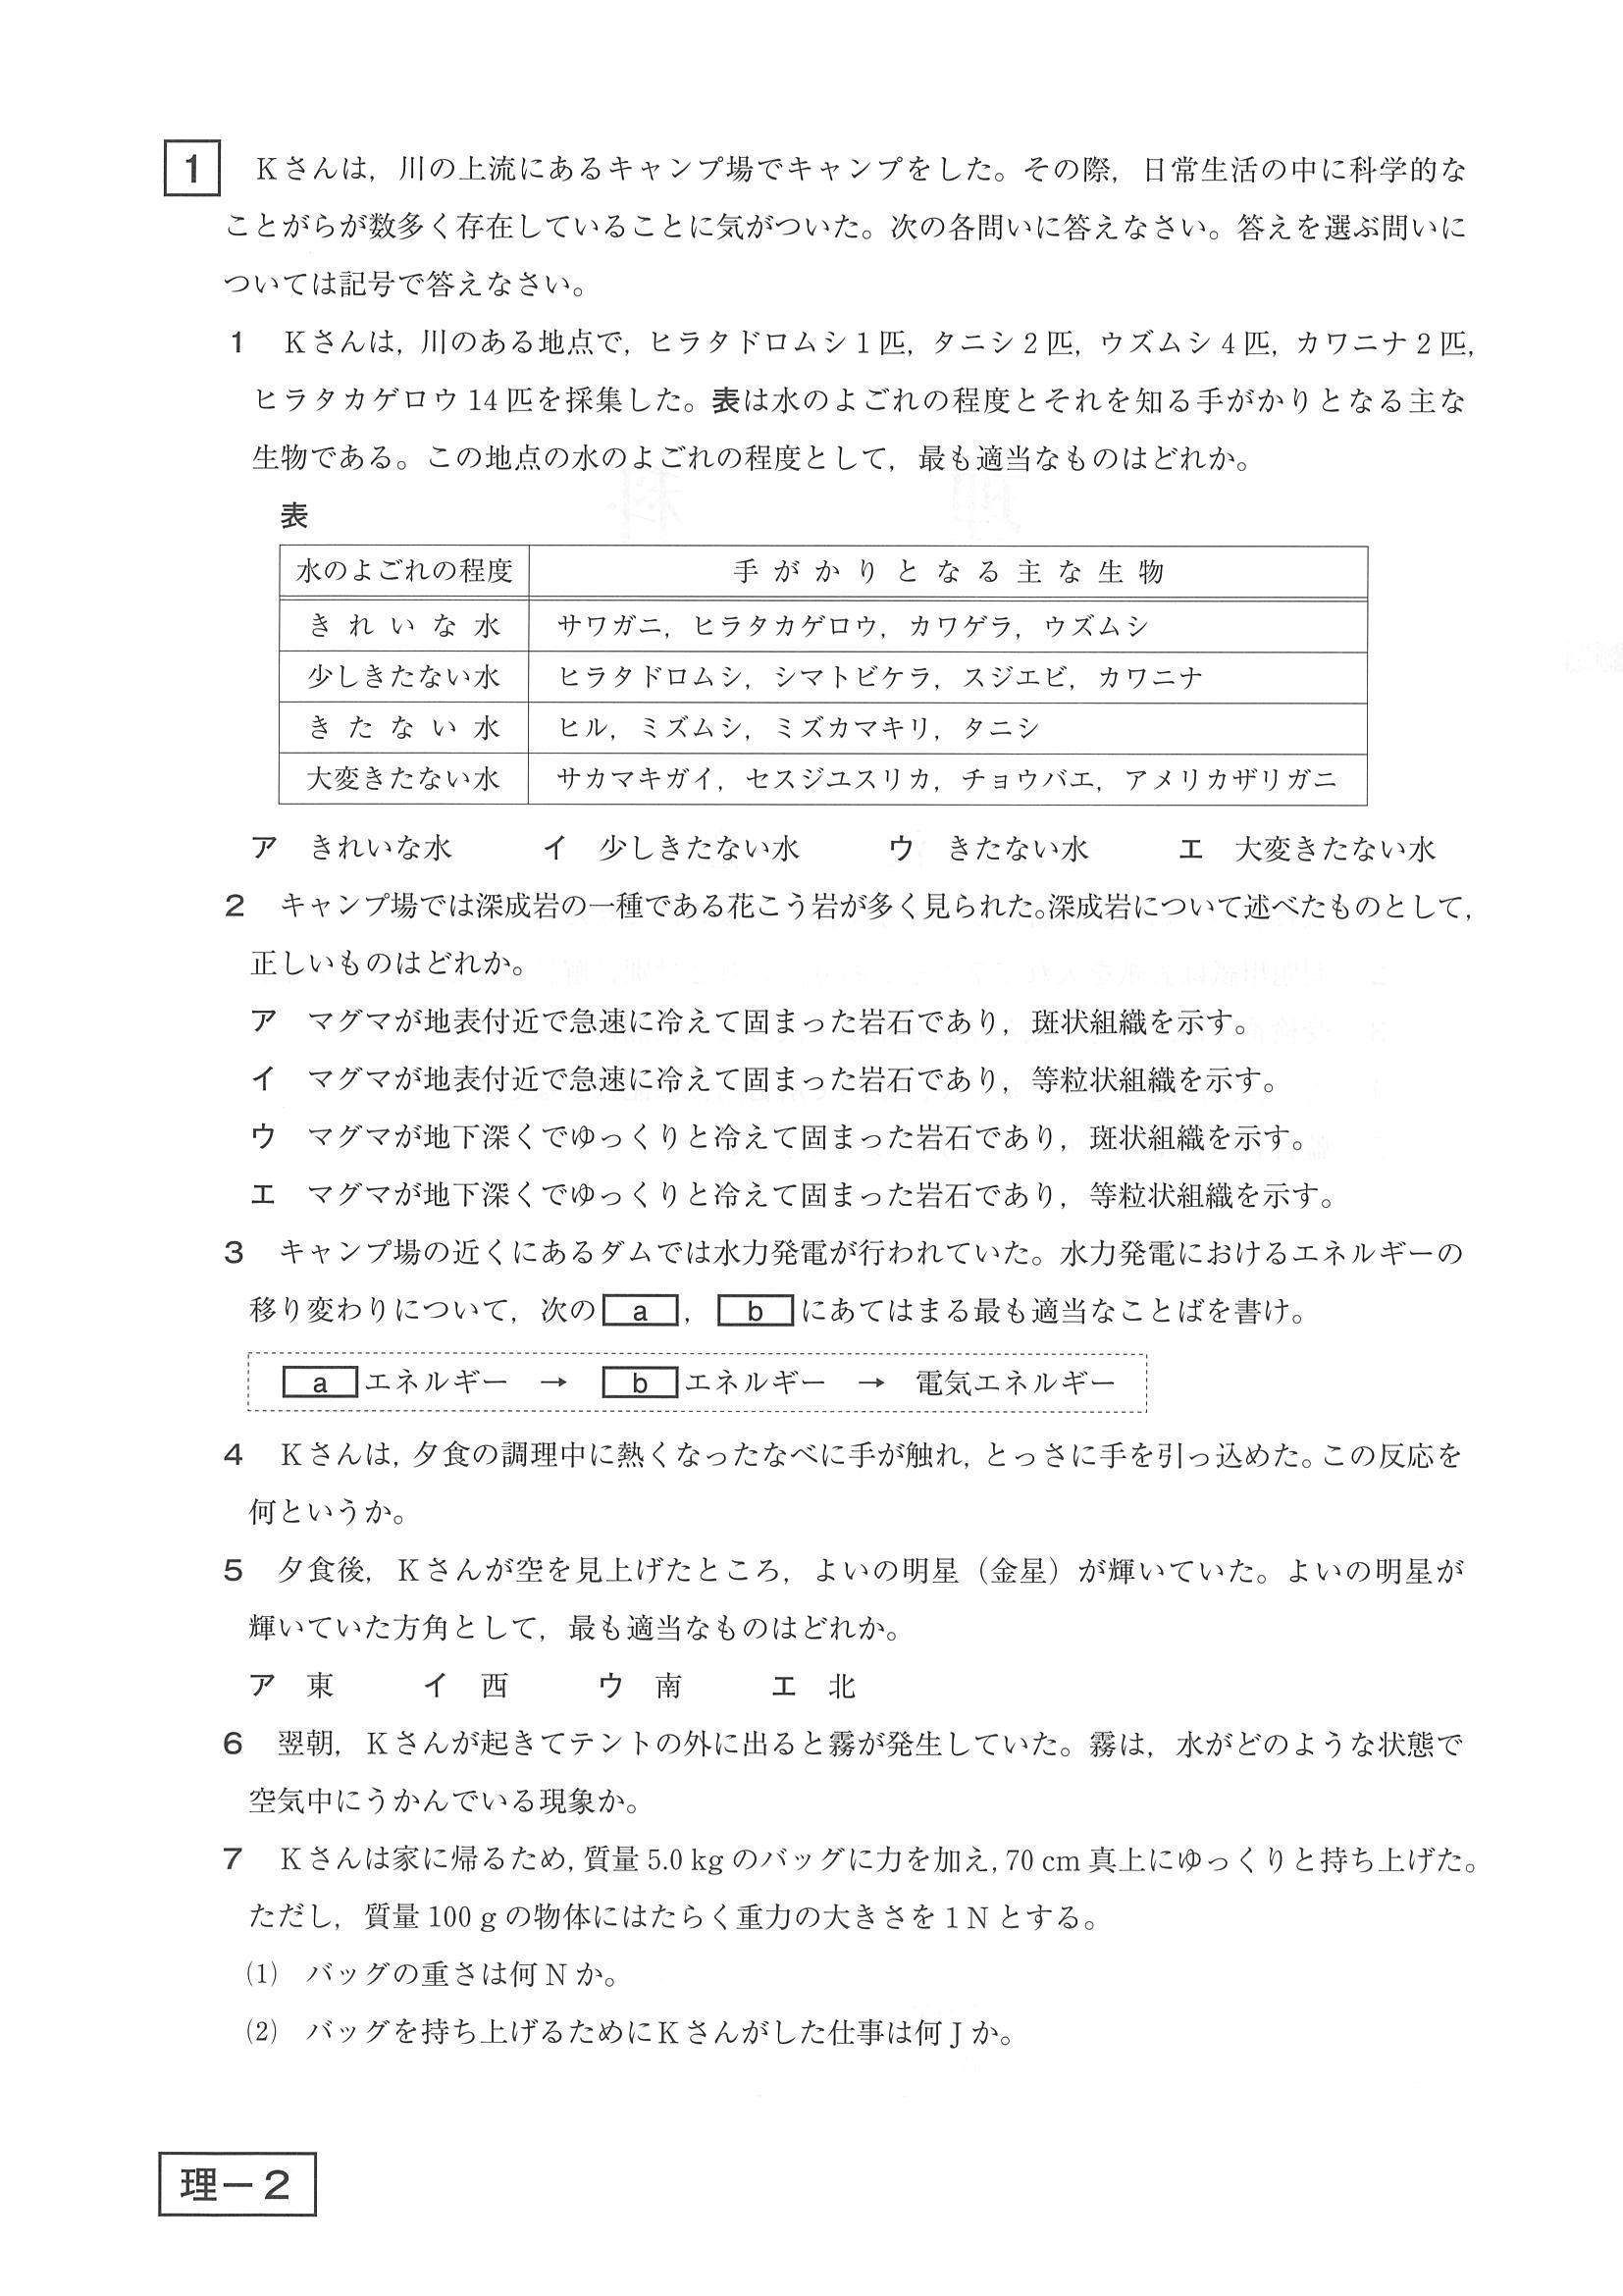 1 Kさんは，川の上流にあるキャンプ場でキャンプをした。その際，日常生活の中に科学的な
ことがらが数多く存在していることに気がついた。次の各問いに答えなさい。答えを選ぶ問いに
ついては記号で答えなさい。
1 Kさんは，川のある地点で，ヒラタドロムシ1匹，タニシ2匹，ウズムシ4匹，カワニナ2匹，
ヒラタカゲロウ14匹を採集した。表は水のよごれの程度とそれを知る手がかりとなる主な
生物である。この地点の水のよごれの程度として，最も適当なものはどれか。
表
水のよごれの程度 手がかりとなる主な生物
きれいな水 サワガニ，ヒラタカゲロウ，カワゲラ，ウズムシ
少しきたない水 ヒラタドロムシ，シマトビケラ，スジエビ，カワニナ
きたない水 ヒル，ミズムシ，ミズカマキリ，タニシ
大変きたない水 サカマキガイ，セスジユスリカ，チョウバエ，アメリカザリガニ
ア きれいな水 イ 少しきたない水 ウ きたない水 エ 大変きたない水
2 キャンプ場では深成岩の一種である花こう岩が多く見られた。深成岩について述べたものとして，
正しいものはどれか。
ア マグマが地表付近で急速に冷えて固まった岩石であり，斑状組織を示す。
イ マグマが地表付近で急速に冷えて固まった岩石であり，等粒状組織を示す。
ウ マグマが地下深くでゆっくりと冷えて固まった岩石であり，斑状組織を示す。
エ マグマが地下深くでゆっくりと冷えて固まった岩石であり，等粒状組織を示す。
3 キャンプ場の近くにあるダムでは水力発電が行われていた。水力発電におけるエネルギーの
移り変わりについて，次の a ， b にあてはまる最も適当なことばを書け。
a エネルギー → b エネルギー → 電気エネルギー
4 Kさんは，夕食の調理中に熱くなったなべに手が触れ，とっさに手を引っ込めた。この反応を
何というか。
5 夕食後，Kさんが空を見上げたところ，よいの明星（金星）が輝いていた。よいの明星が
輝いていた方角として，最も適当なものはどれか。
ア 東 イ 西 ウ 南 エ 北
6 翌朝，Kさんが起きてテントの外に出ると霧が発生していた。霧は，水がどのような状態で
空気中にうかんでいる現象か。
7 Kさんは家に帰るため，質量5.0 kgのバッグに力を加え，70 cm真上にゆっくりと持ち上げた。
ただし，質量100 gの物体にはたらく重力の大きさを1 Nとする。
(1) バッグの重さは何Nか。
(2) バッグを持ち上げるためにKさんがした仕事は何Jか。
理－2